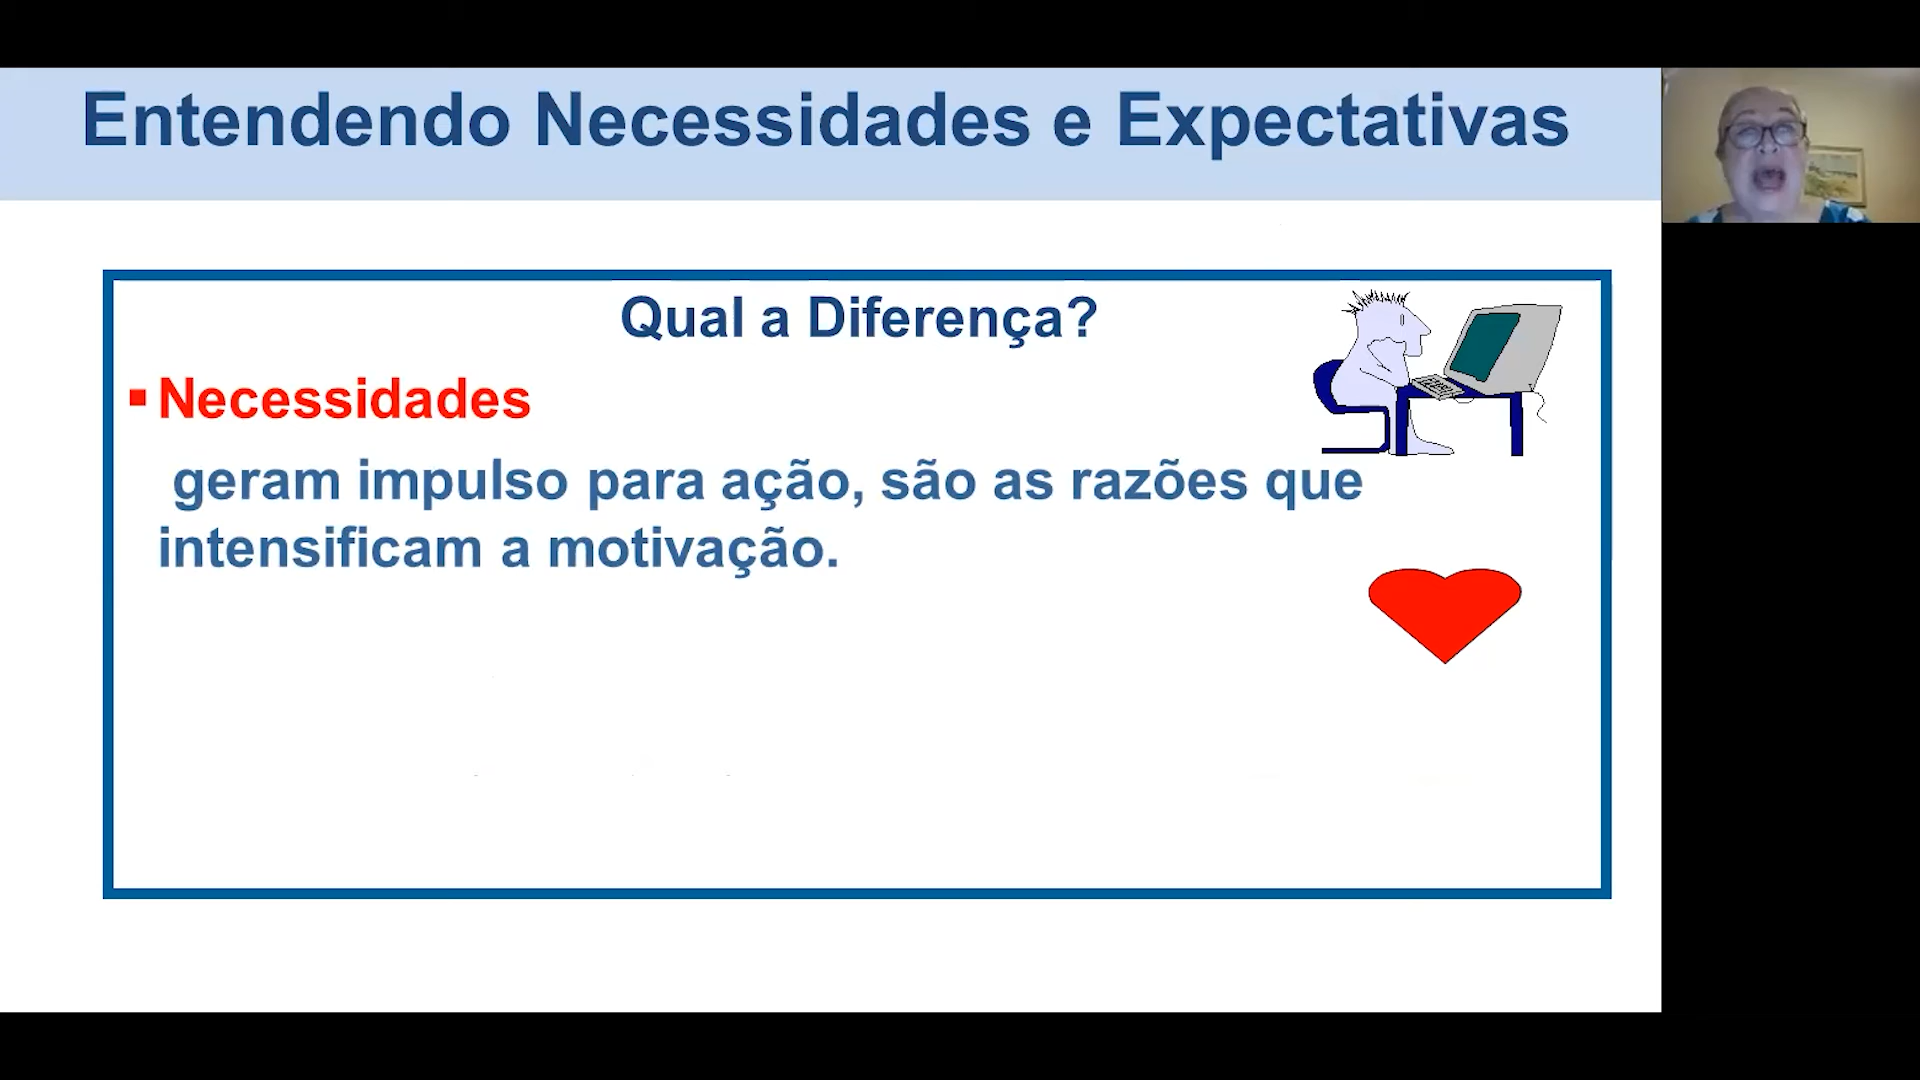 Entendendo Necessidades e Expectativas
Qual a Diferença?
▪ Necessidades
geram impulso para ação, são as razões que
intensificam a motivação.